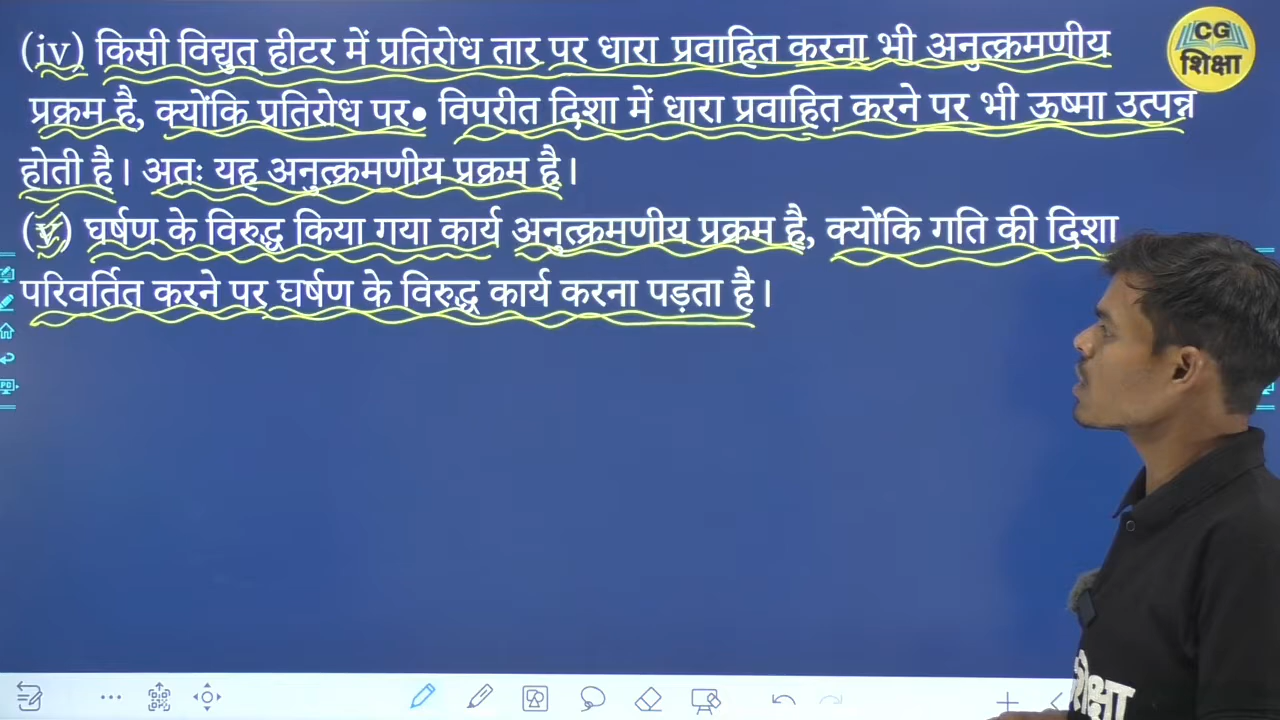 (iv) किसी विद्युत हीटर में प्रतिरोध तार पर धारा प्रवाहित करना भी अनुत्क्रमणीय
प्रक्रम है, क्योंकि प्रतिरोध पर• विपरीत दिशा में धारा प्रवाहित करने पर भी ऊष्मा उत्पन्न
होती है। अतः यह अनुत्क्रमणीय प्रक्रम है।
(v) घर्षण के विरुद्ध किया गया कार्य अनुत्क्रमणीय प्रक्रम है, क्योंकि गति की दिशा
परिवर्तित करने पर घर्षण के विरुद्ध कार्य करना पड़ता है।
CG
शिक्षा